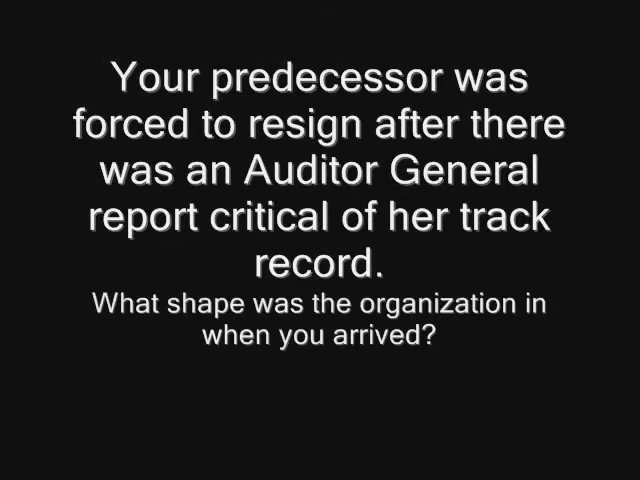 Your predecessor was
forced to resign after there
was an Auditor General
report critical of her track
record.
What shape was the organization in
when you arrived?